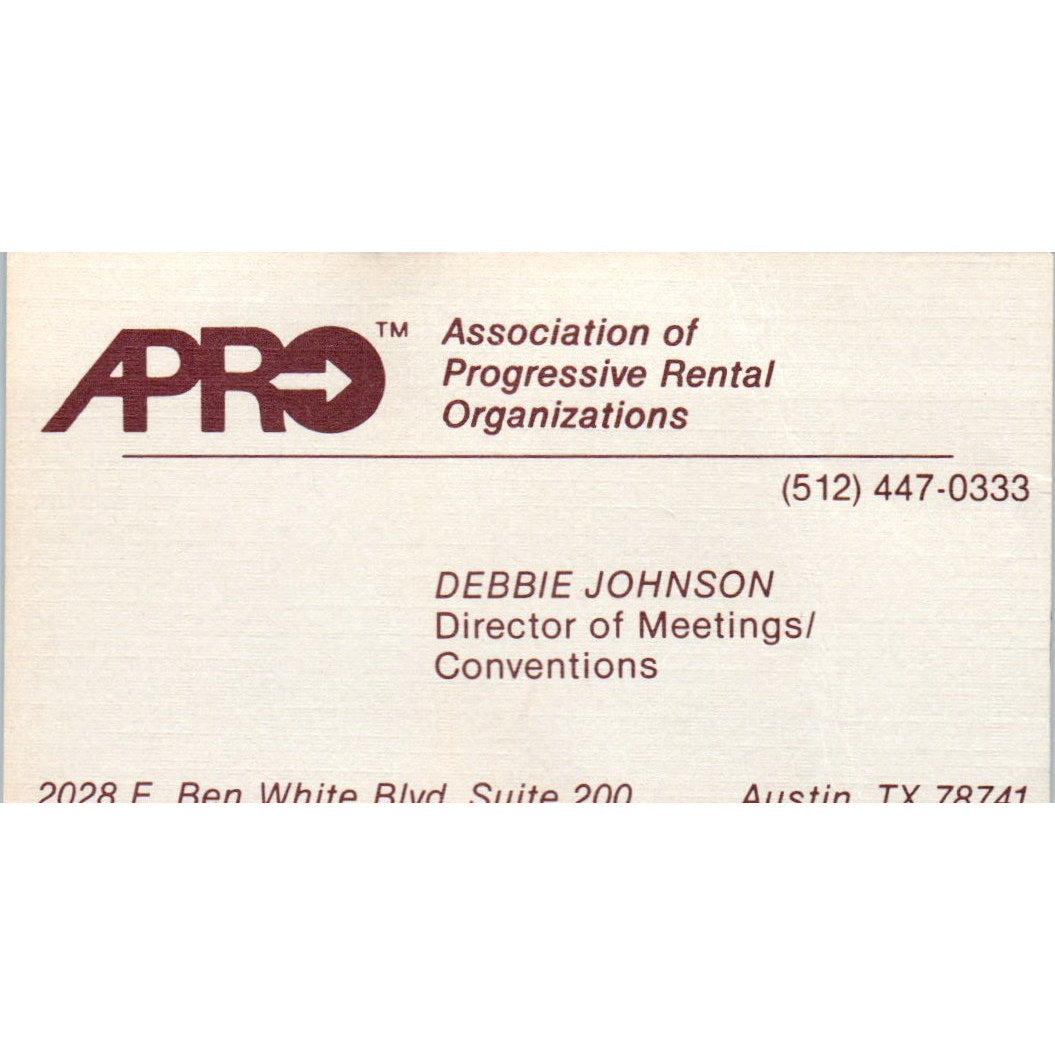 APRO™
Association of
Progressive Rental
Organizations
(512) 447-0333
DEBBIE JOHNSON
Director of Meetings/
Conventions
2028 E. Ben White Blvd. Suite 200 Austin, TX 78741